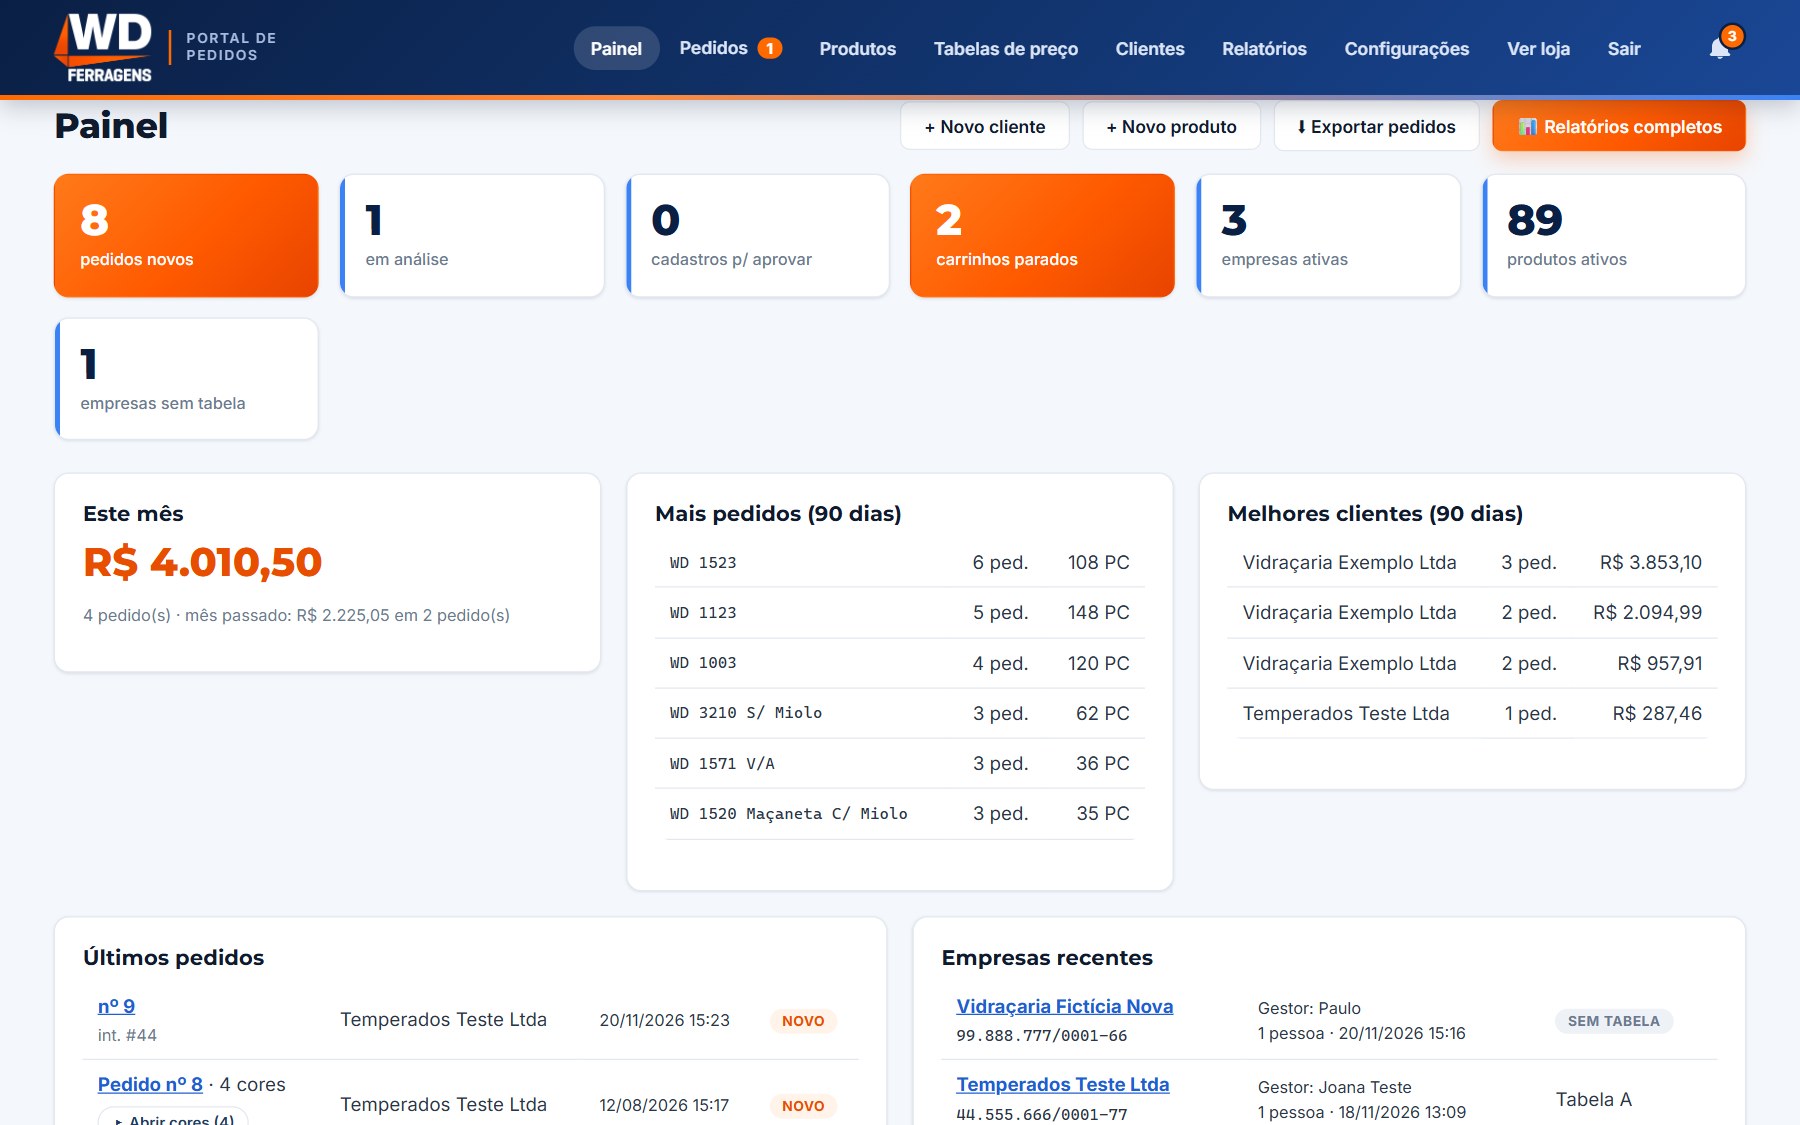 WD
FERRAGENS
PORTAL DE
PEDIDOS
Painel
Pedidos 1
Produtos
Tabelas de preço
Clientes
Relatórios
Configurações
Ver loja
Sair
3
Painel
+ Novo cliente
+ Novo produto
⬇ Exportar pedidos
📊 Relatórios completos
8
pedidos novos
1
em análise
0
cadastros p/ aprovar
2
carrinhos parados
3
empresas ativas
89
produtos ativos
1
empresas sem tabela
Este mês
R$ 4.010,50
4 pedido(s) · mês passado: R$ 2.225,05 em 2 pedido(s)
Mais pedidos (90 dias)
WD 1523 6 ped. 108 PC
WD 1123 5 ped. 148 PC
WD 1003 4 ped. 120 PC
WD 3210 S/ Miolo 3 ped. 62 PC
WD 1571 V/A 3 ped. 36 PC
WD 1520 Maçaneta C/ Miolo 3 ped. 35 PC
Melhores clientes (90 dias)
Vidraçaria Exemplo Ltda 3 ped. R$ 3.853,10
Vidraçaria Exemplo Ltda 2 ped. R$ 2.094,99
Vidraçaria Exemplo Ltda 2 ped. R$ 957,91
Temperados Teste Ltda 1 ped. R$ 287,46
Últimos pedidos
nº 9
int. #44
Temperados Teste Ltda
20/11/2026 15:23
NOVO
Pedido nº 8 · 4 cores
▸ Abrir cores (4)
Temperados Teste Ltda
12/08/2026 15:17
NOVO
Empresas recentes
Vidraçaria Fictícia Nova
99.888.777/0001-66
Gestor: Paulo
1 pessoa · 20/11/2026 15:16
SEM TABELA
Temperados Teste Ltda
44.555.666/0001-77
Gestor: Joana Teste
1 pessoa · 18/11/2026 13:09
Tabela A